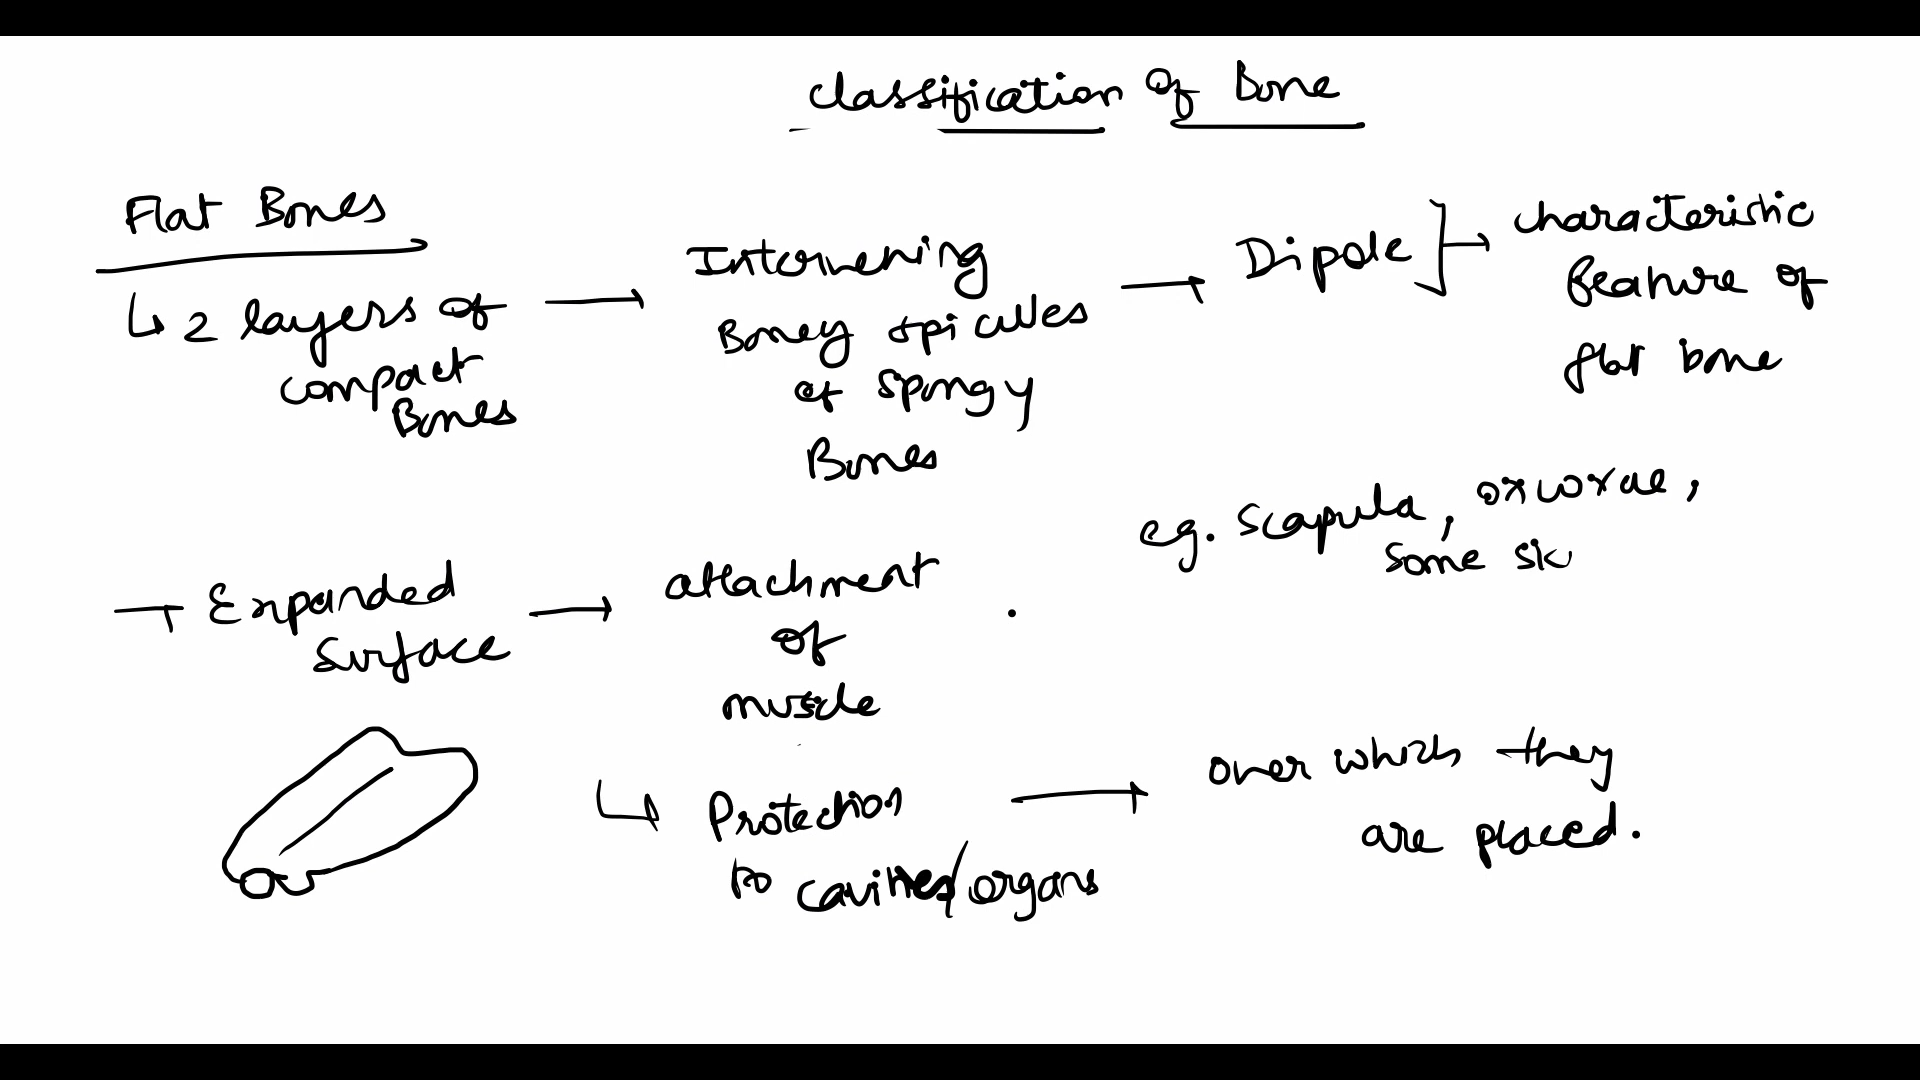 classification of Bone
Flat Bones
↳ 2 layers of
compact
Bones
→ Intervening
Boney spicules
of spongy
Bones
→ Dipole ] →
characteristic
feature of
flat bone
eg. Scapula, ,
some sk
→ Expanded
surface
→ attachment
of
muscle
↳ Protection
to cavities/organs
→ over which they
are placed.